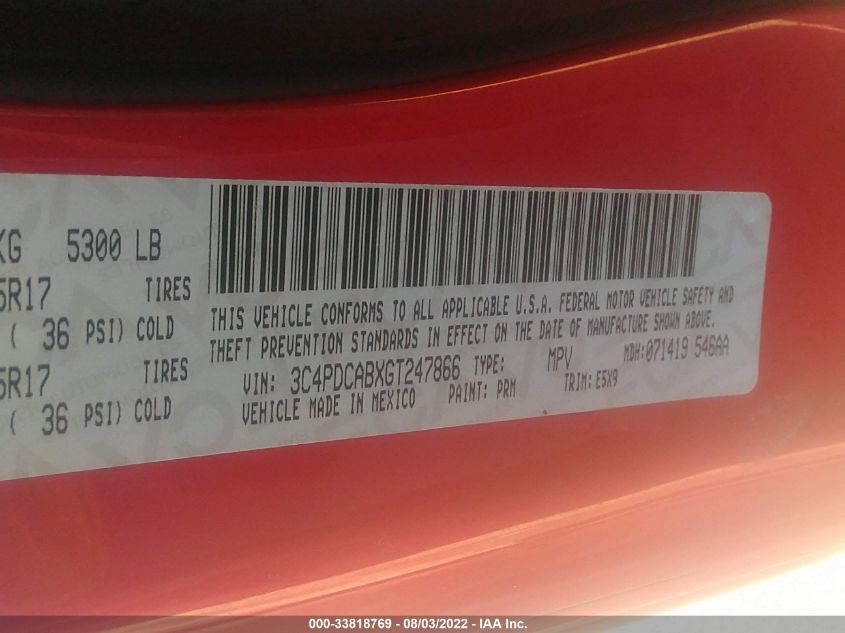 KG 5300 LB
5R17 TIRES
( 36 PSI) COLD
5R17 TIRES
( 36 PSI) COLD
THIS VEHICLE CONFORMS TO ALL APPLICABLE U.S.A. FEDERAL MOTOR VEHICLE SAFETY AND
THEFT PREVENTION STANDARDS IN EFFECT ON THE DATE OF MANUFACTURE SHOWN ABOVE.
VIN: 3C4PDCABXGT247866 TYPE: MPV MDH:071419 546AA
VEHICLE MADE IN MEXICO PAINT: PRM TRIM: E5X9
000-33818769 - 08/03/2022 - IAA Inc.